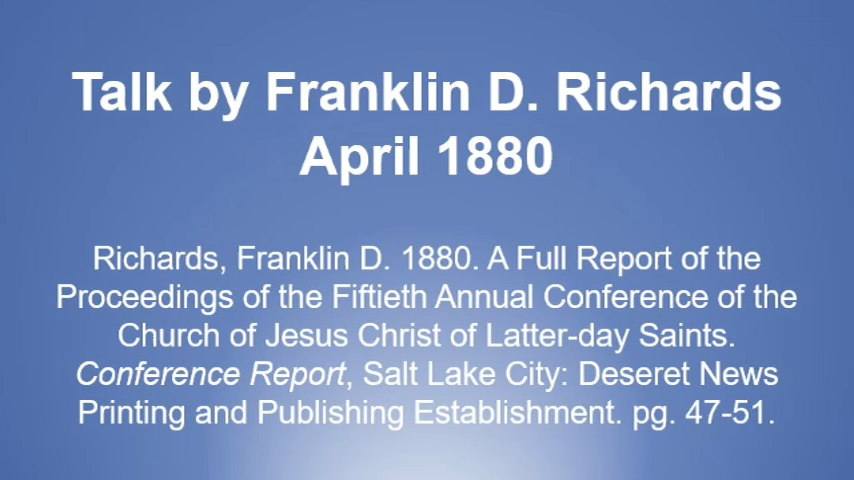 Talk by Franklin D. Richards
April 1880
Richards, Franklin D. 1880. A Full Report of the
Proceedings of the Fiftieth Annual Conference of the
Church of Jesus Christ of Latter-day Saints.
Conference Report, Salt Lake City: Deseret News
Printing and Publishing Establishment. pg. 47-51.